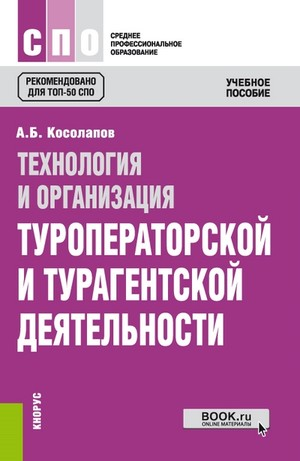 СПО
СРЕДНЕЕ
ПРОФЕССИОНАЛЬНОЕ
ОБРАЗОВАНИЕ
РЕКОМЕНДОВАНО
ДЛЯ ТОП-50 СПО
УЧЕБНОЕ
ПОСОБИЕ
А.Б. Косолапов
ТЕХНОЛОГИЯ
И ОРГАНИЗАЦИЯ
ТУРОПЕРАТОРСКОЙ
И ТУРАГЕНТСКОЙ
ДЕЯТЕЛЬНОСТИ
КНОРУС
BOOK.ru
ONLINE МАТЕРИАЛЫ